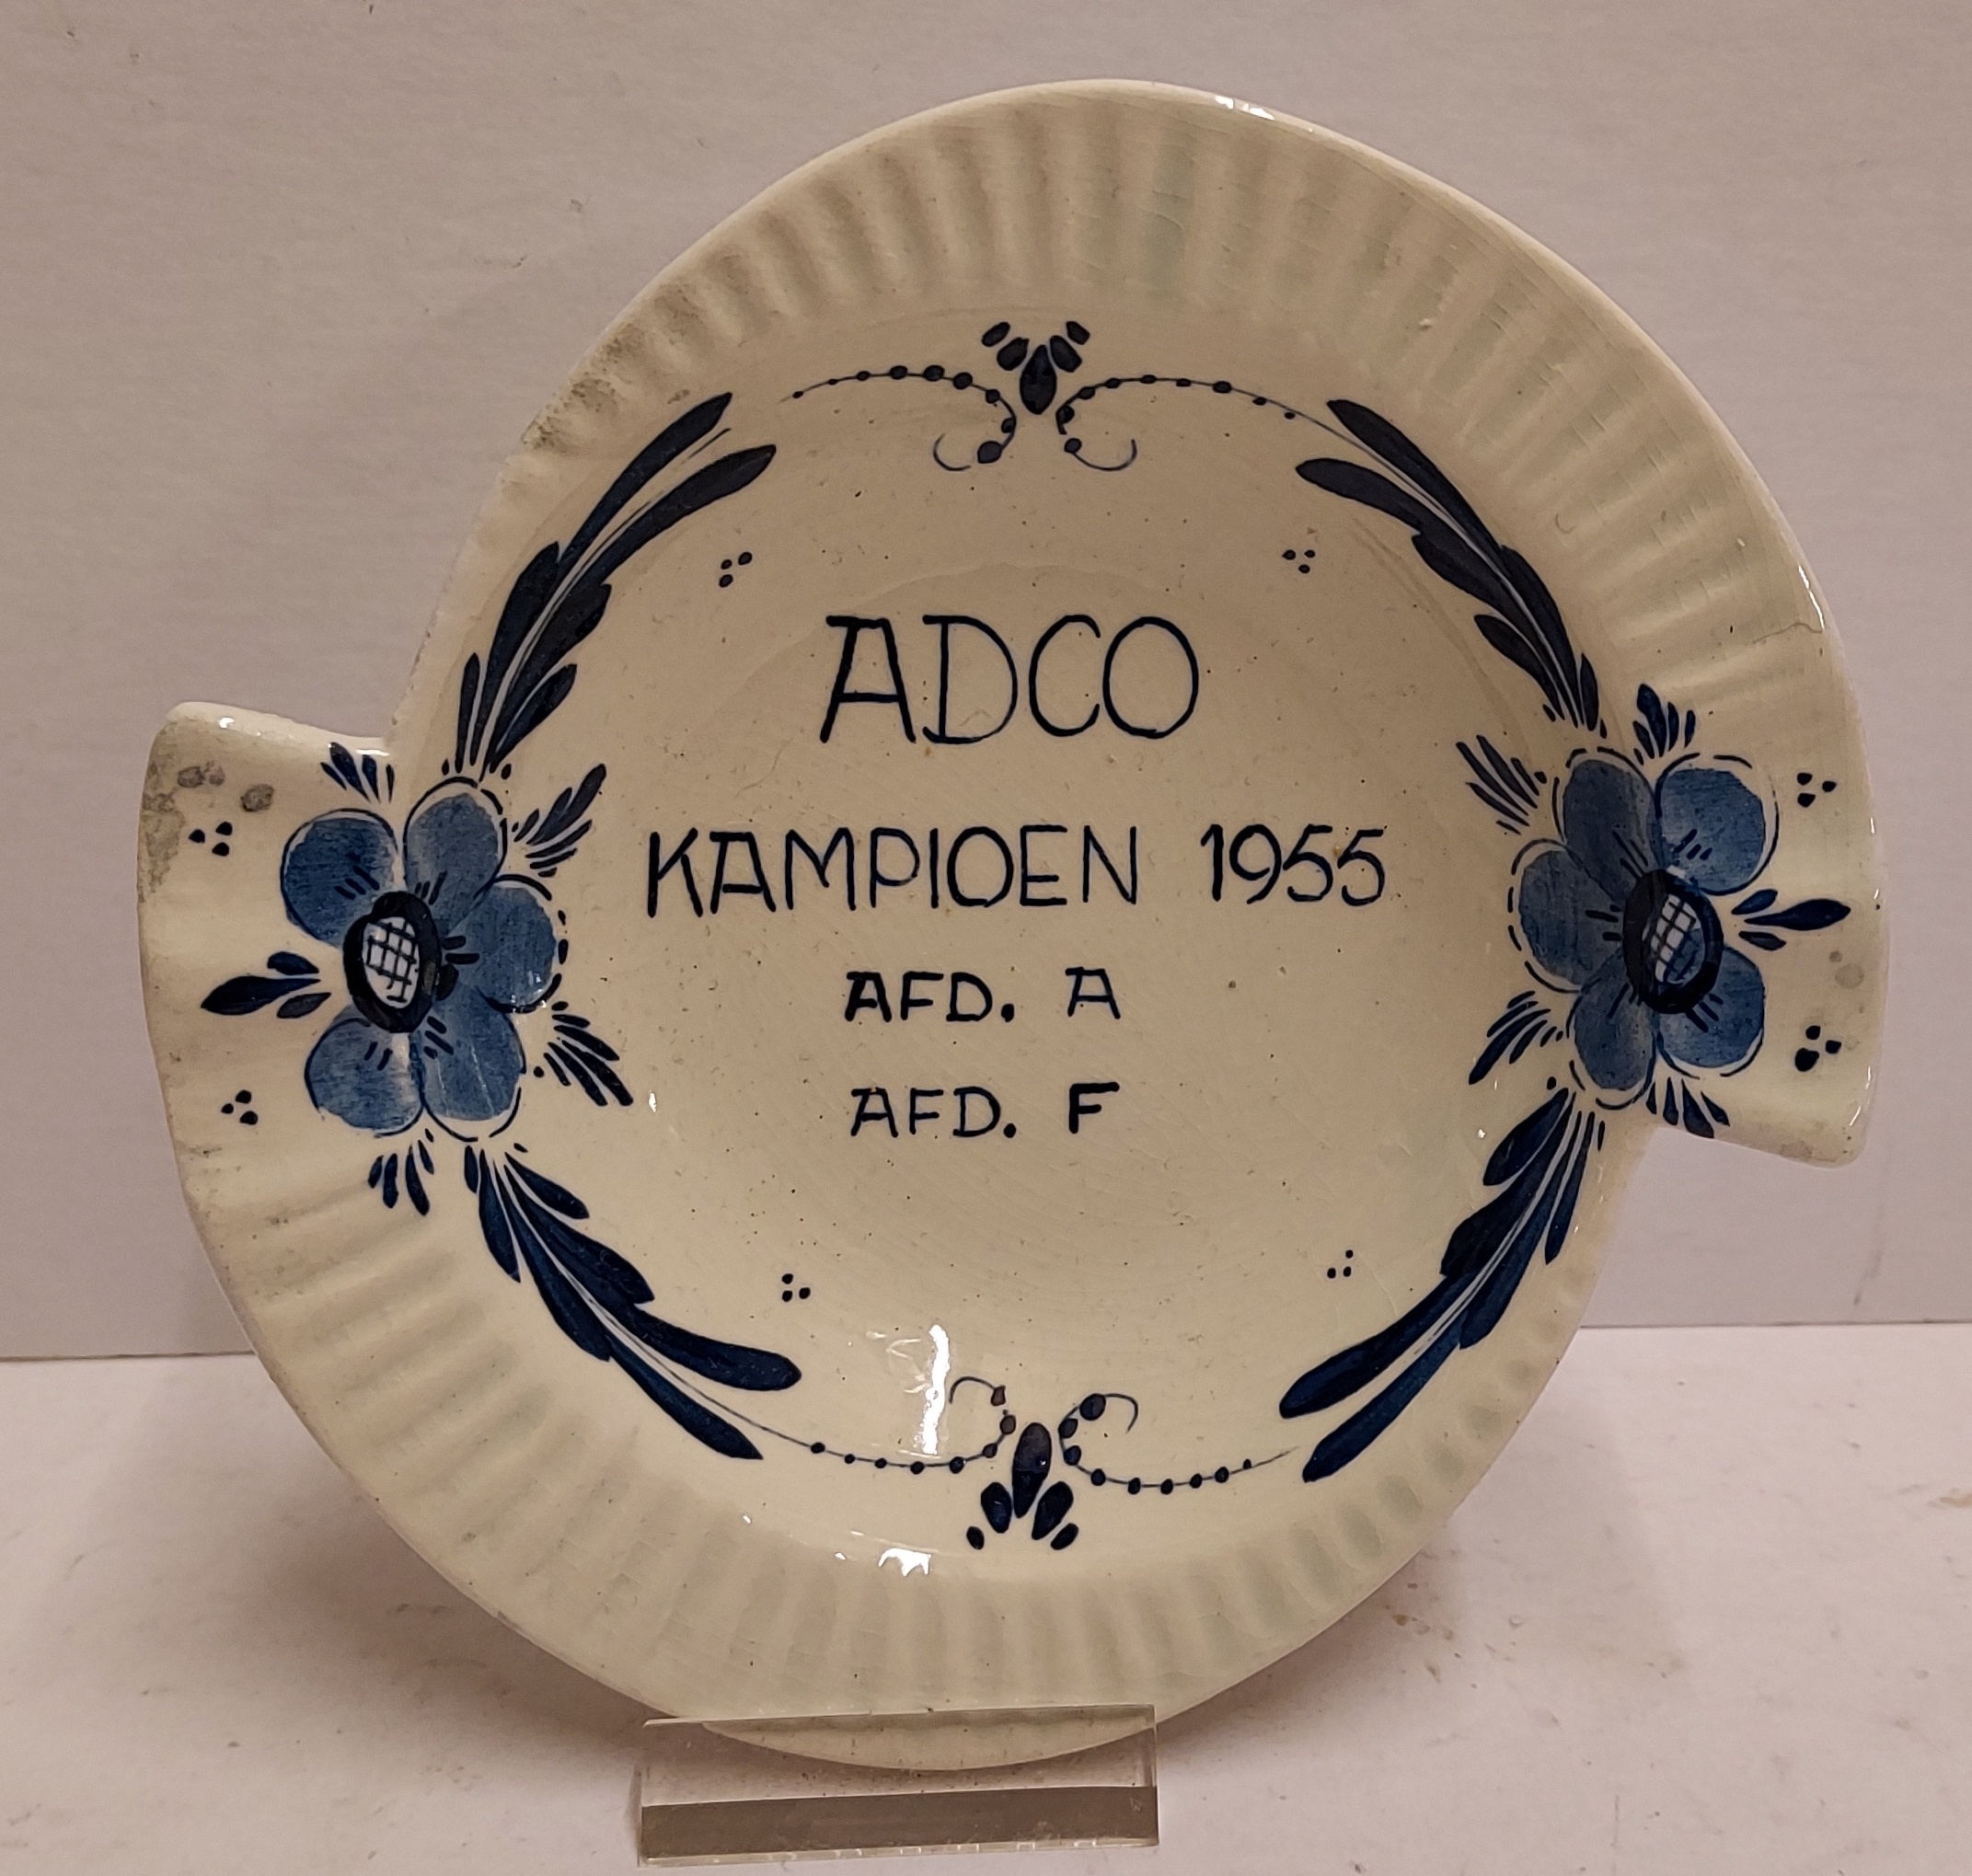 ADCO
KAMPIOEN 1955
AFD. A
AFD. F